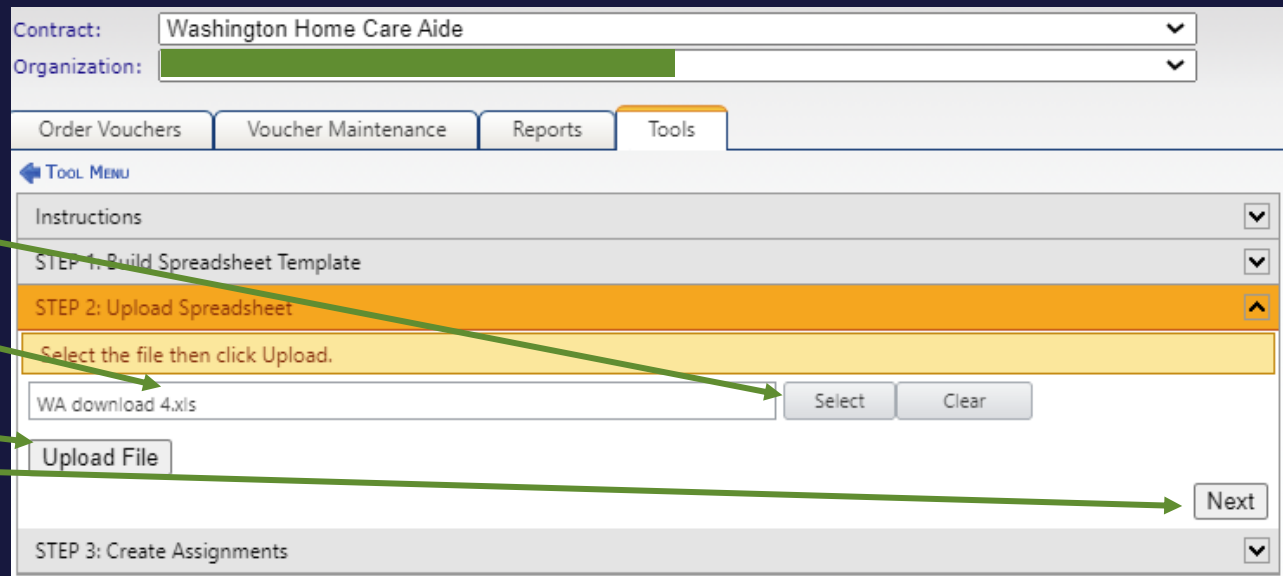 Contract: Washington Home Care Aide
Organization:
Order Vouchers Voucher Maintenance Reports Tools
TOOL MENU
Instructions
STEP 1: Build Spreadsheet Template
STEP 2: Upload Spreadsheet
Select the file then click Upload.
WA download 4.xls Select Clear
Upload File
Next
STEP 3: Create Assignments